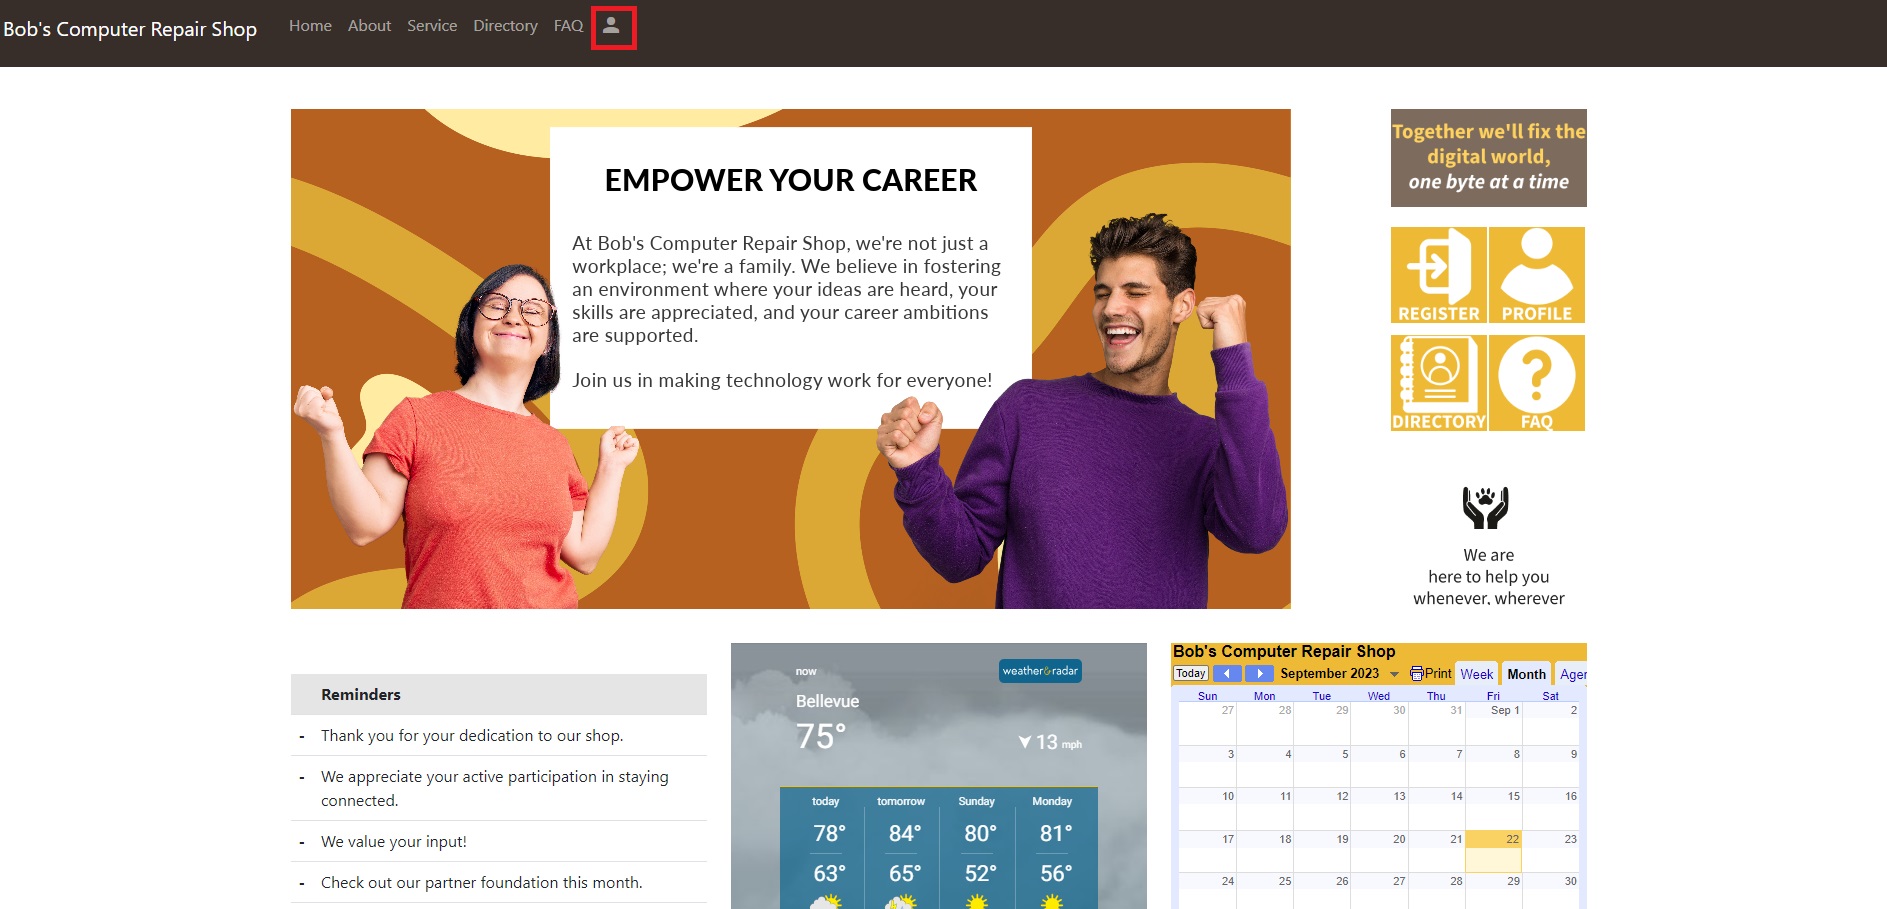 Bob's Computer Repair Shop
Home About Service Directory FAQ
EMPOWER YOUR CAREER
At Bob's Computer Repair Shop, we're not just a
workplace; we're a family. We believe in fostering
an environment where your ideas are heard, your
skills are appreciated, and your career ambitions
are supported.
Join us in making technology work for everyone!
Together we'll fix the
digital world,
one byte at a time
REGISTER PROFILE
DIRECTORY FAQ
We are
here to help you
whenever, wherever
Reminders
- Thank you for your dedication to our shop.
- We appreciate your active participation in staying
connected.
- We value your input!
- Check out our partner foundation this month.
now
weather&radar
Bellevue
75°
13 mph
today tomorrow Sunday Monday
78° 84° 80° 81°
63° 65° 52° 56°
Bob's Computer Repair Shop
Today September 2023 Print Week Month Agen
Sun Mon Tue Wed Thu Fri Sat
27 28 29 30 31 Sep 1 2
3 4 5 6 7 8 9
10 11 12 13 14 15 16
17 18 19 20 21 22 23
24 25 26 27 28 29 30